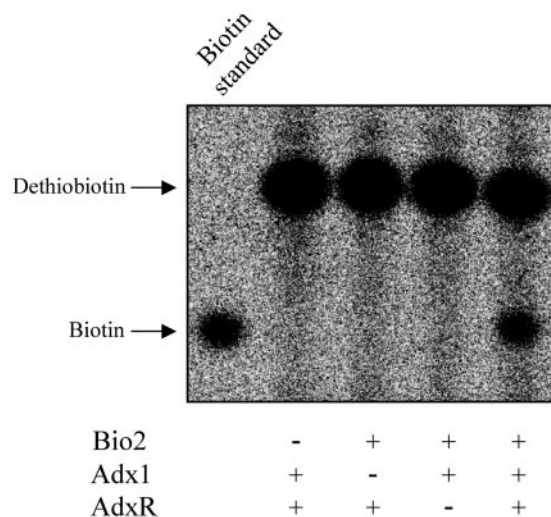 Biotin
standard
Dethiobiotin
Biotin
Bio2 - + + +
Adx1 + - + +
AdxR + + - +